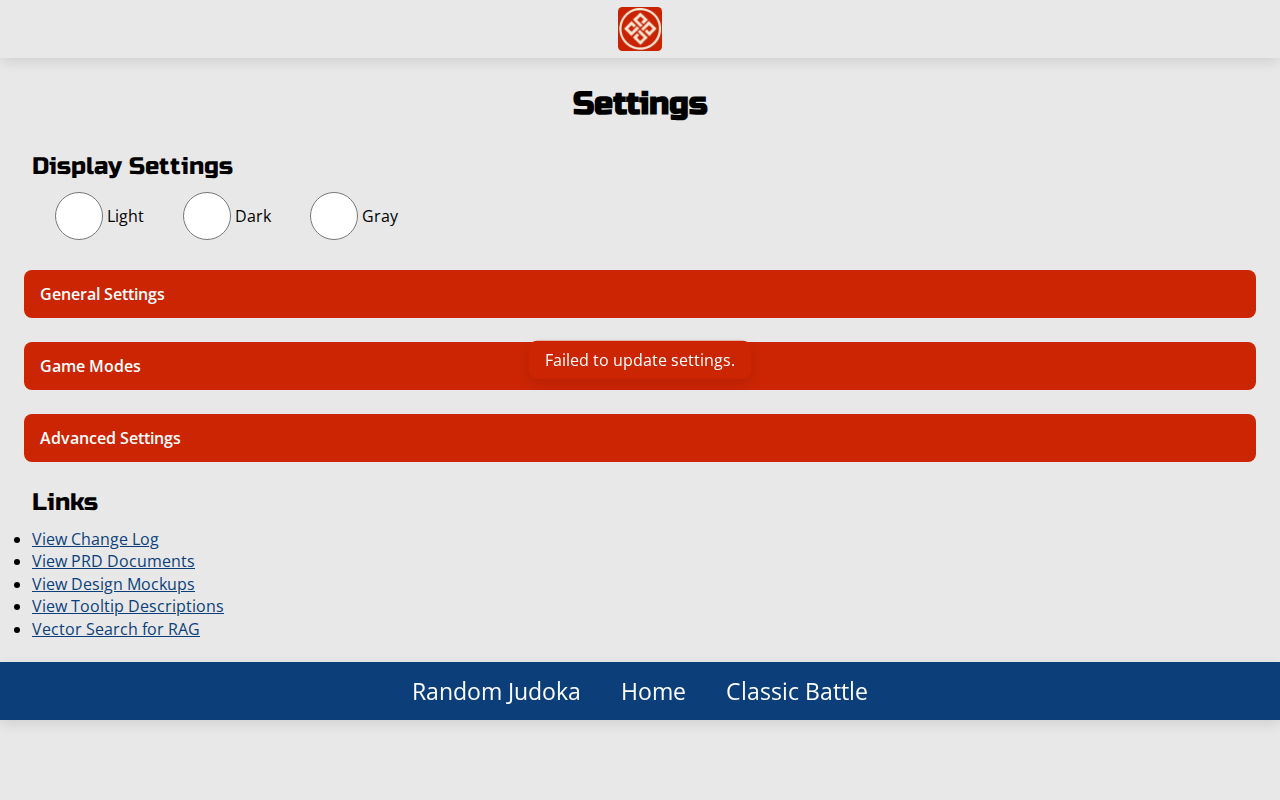 Settings
Display Settings
Light Dark Gray
General Settings
Game Modes
Failed to update settings.
Advanced Settings
Links
View Change Log
View PRD Documents
View Design Mockups
View Tooltip Descriptions
Vector Search for RAG
Random Judoka Home Classic Battle